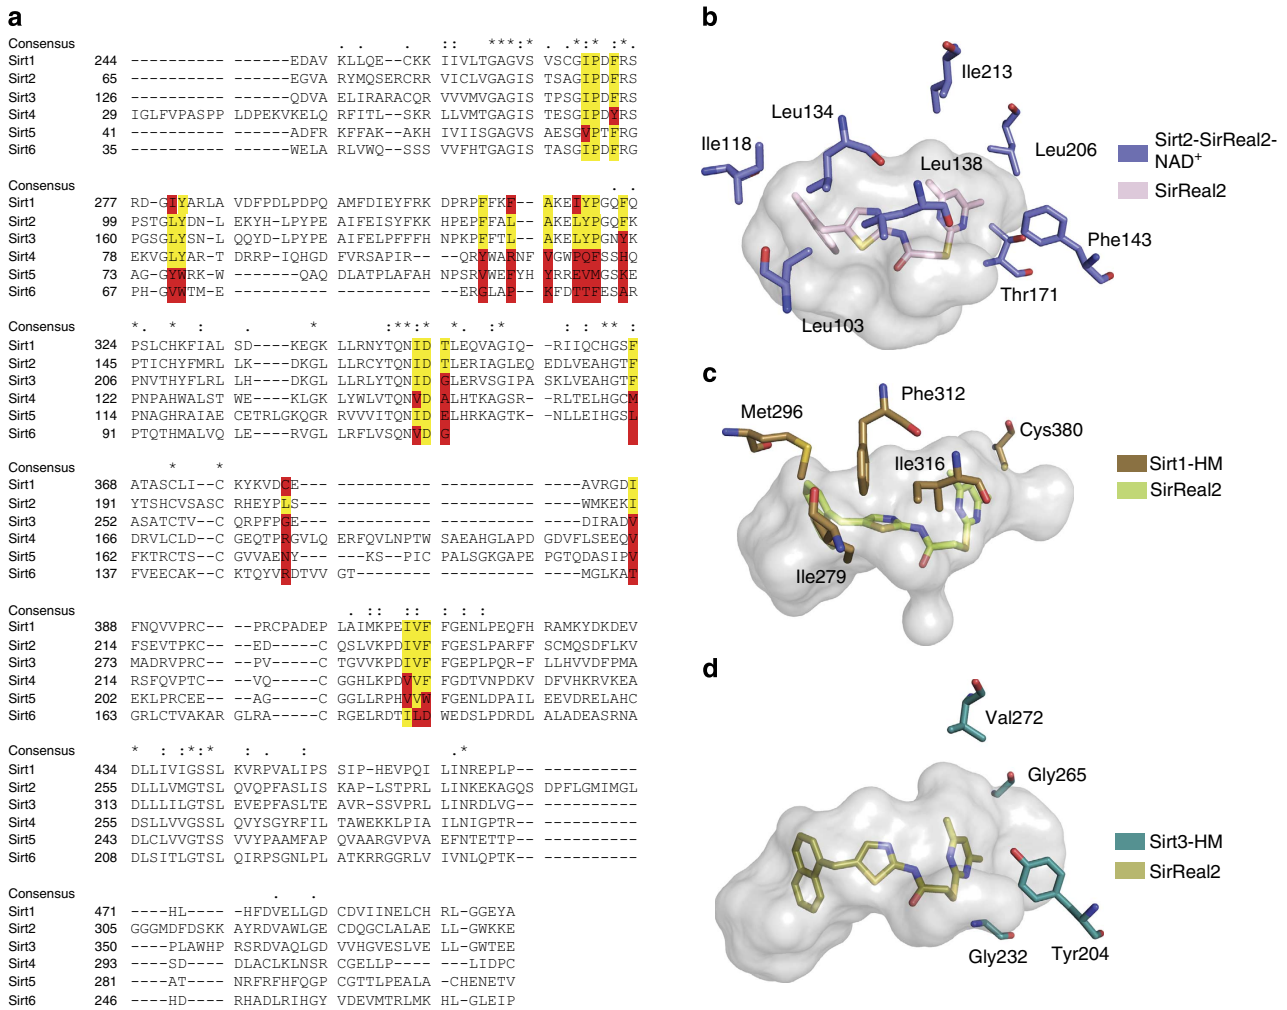 a
Consensus . . . :: ***:* . .*:* :*.
Sirt1 244 ---------- ------EDAV KLLQE--CKK IIVLTGAGVS VSCGIPDFRS
Sirt2 65 ---------- ------EGVA RYMQSERCRR VICLVGAGIS TSAGIPDFRS
Sirt3 126 ---------- ------QDVA ELIRARACQR VVVMVGAGIS TPSGIPDFRS
Sirt4 29 IGLFVPASPP LDPEKVKELQ RFITL--SKR LLVMTGAGIS TESGIPDYRS
Sirt5 41 ---------- ------ADFR KFFAK--AKH IVIISGAGVS AESGVPTFRG
Sirt6 35 ---------- ------WELA RLVWQ--SSS VVFHTGAGIS TASGIPDFRG
Consensus . .
Sirt1 277 RD-GIYARLA VDFPDLPDPQ AMFDIEYFRK DPRPFFKF-- AKEIYPGQFQ
Sirt2 99 PSTGLYDNL- EKYHLPYPE AIFEISYFKK HPEPFFAL-- AKELYPGQFK
Sirt3 160 PGSGLYSN-L QQYD-LPYPE AIFELPFFFH NPKPFFTL-- AKELYPGNYK
Sirt4 78 EKVGLYAR-T DRRP-IQHGD FVRSAPIR-- --QRYWARNF VGWPQFSSHQ
Sirt5 73 AG-GYWRK-W -----QAQD LATPLAFAHN PSRVWEFYH YRREVMGSKE
Sirt6 67 PH-GVWTM-E ---------- ------ERGLAP-- KFDTTFESAR
Consensus *. * : . * :**:* *. :* : : ** :
Sirt1 324 PSLCHKFIAL SD----KEGK LLRNYTQNID TLEQVAGIQ- -RIIQCHGSF
Sirt2 145 PTICHYFMRL LK----DKGL LLRCYTQNID TLERIAGLEQ EDLVEAHGTF
Sirt3 206 PNVTHYFLRL LH----DKGL LLRLYTQNID GLERVSGIPA SKLVEAHGTF
Sirt4 122 PNPAHWALST WE----KLGK LYWLVTQNVD ALHTKAGSR- -RLTELHGCM
Sirt5 114 PNAGHRAIAE CETRLGKQGR RVVVITQNID ELHRKAGTK- -NLLEIHGSL
Sirt6 91 PTQTHMALVQ LE----RVGL LRFLVSQNVD G
Consensus * *
Sirt1 368 ATASCLI--C KYKVDCE--- ---------- ---------- ----AVRGDI
Sirt2 191 YTSHCVSASC RHEYPLS--- ---------- ---------- ----WMKEKI
Sirt3 252 ASATCTV--C QRPFPGE--- ---------- ---------- ----DIRADV
Sirt4 166 DRVLCLD--C GEQTPRGVLQ ERFQVLNPTW SAEAHGLAPD GDVFLSEEQV
Sirt5 162 FKTRCTS--C GVVAENY--- ----KS--PIC PALSGKGAPE PGTQDASIPV
Sirt6 137 FVEECAK--C KTQYVRDTVV GT-------- ---------- ----MGLKAT
Consensus . :: :: : : :
Sirt1 388 FNQVVPRC-- --PRCPADEP LAIMKPEIVF FGENLPEQFH RAMKYDKDEV
Sirt2 214 FSEVTPKC-- --ED-----C QSLVKPDIVF FGESLPARFF SCMQSDFLKV
Sirt3 273 MADRVPRC-- --PV-----C TGVVKPDIVF FGEPLPQR-F LLHVVDFPMA
Sirt4 214 RSFQVPTC-- --VQ-----C GGHLKPDVVF FGDTVNPDKV DFVHKRVKEA
Sirt5 202 EKLPRCEE-- --AG-----C GGLLRPHVVW FGENLDPAIL EEVDRELAHC
Sirt6 163 GRLCTVAKAR GLRA-----C RGELRDTILD WEDSLPDRDL ALADEASRNA
Consensus * : :*:* : . : .*
Sirt1 434 DLLIVIGSSL KVRPVALIPS SIP-HEVPQI LINREPLP-- ----------
Sirt2 255 DLLLVMGTSL QVQPFASLIS KAP-LSTPRL LINKEKAGQS DPFLGMIMGL
Sirt3 313 DLLLILGTSL EVEPFASLTE AVR-SSVPRL LINRDLVG-- ----------
Sirt4 255 DSLLVVGSSL QVYSGYRFIL TAWEKKLPIA ILNIGPTR-- ----------
Sirt5 243 DLCLVVGTSS VVYPAAMFAP QVAARGVPVA EFNTETTP-- ----------
Sirt6 208 DLSITLGTSL QIRPSGNLPL ATKRRGGRLV IVNLQPTK-- ----------
Consensus . .
Sirt1 471 ----HL---- -HFDVELLGD CDVIINELCH RL-GGEYA
Sirt2 305 GGGMDFDSKK AYRDVAWLGE CDQGCLALAE LL-GWKKE
Sirt3 350 ----PLAWHP RSRDVAQLGD VVHGVESLVE LL-GWTEE
Sirt4 293 ----SD---- DLACLKLNSR CGELLP---- ---LIDPC
Sirt5 281 ----AT---- NRFRFHFQGP CGTTLPEALA -CHENETV
Sirt6 246 ----HD---- RHADLRIHGY VDEVMTRLMK HL-GLEIP
b
Ile213
Leu134
Ile118
Leu138
Leu206
Phe143
Thr171
Leu103
Sirt2-SirReal2-
NAD+
SirReal2
c
Phe312
Met296
Cys380
Ile316
Ile279
Sirt1-HM
SirReal2
d
Val272
Gly265
Gly232
Tyr204
Sirt3-HM
SirReal2